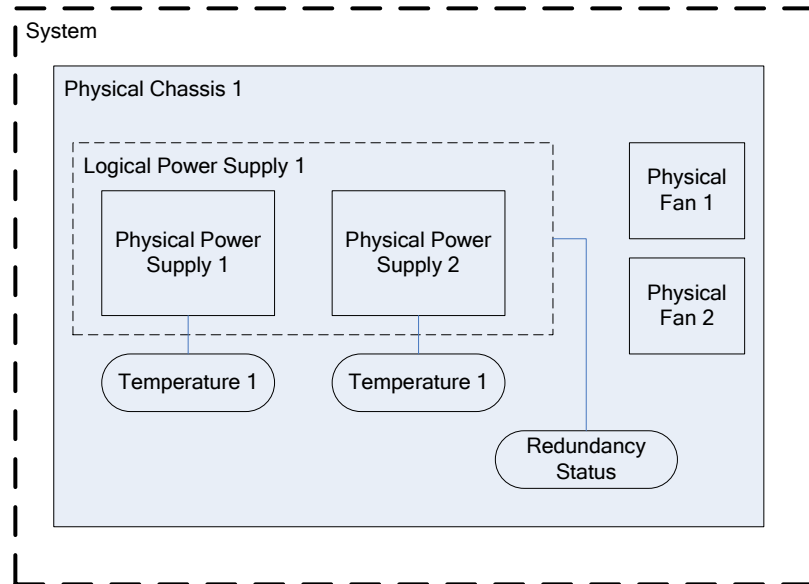 System
Physical Chassis 1
Logical Power Supply 1
Physical Power
Supply 1
Physical Power
Supply 2
Physical
Fan 1
Physical
Fan 2
Temperature 1
Temperature 1
Redundancy
Status